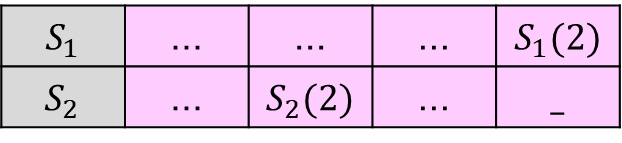 S₁ ... ... ... S₁(2)
S₂ ... S₂(2) ... _